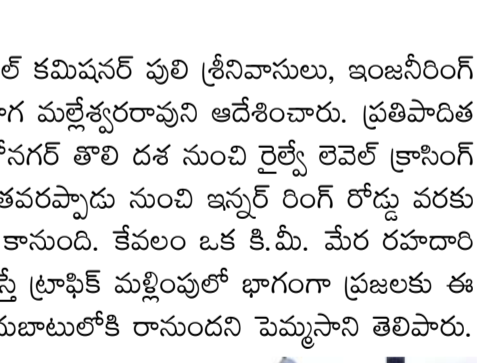 ల్ కమిషనర్ పులి శ్రీనివాసులు, ఇంజనీరింగ్
మల్లేశ్వరరావుని ఆదేశించారు. ప్రతిపాదిత
నగర్ తొలి దశ నుంచి రైల్వే లెవెల్ క్రాసింగ్
తవరప్పాడు నుంచి ఇన్నర్ రింగ్ రోడ్డు వరకు
కానుంది. కేవలం ఒక కి.మీ. మేర రహదారి
స్తే ట్రాఫిక్ మళ్లింపులో భాగంగా ప్రజలకు ఈ
బాటులోకి రానుందని పెమ్మసాని తెలిపారు.